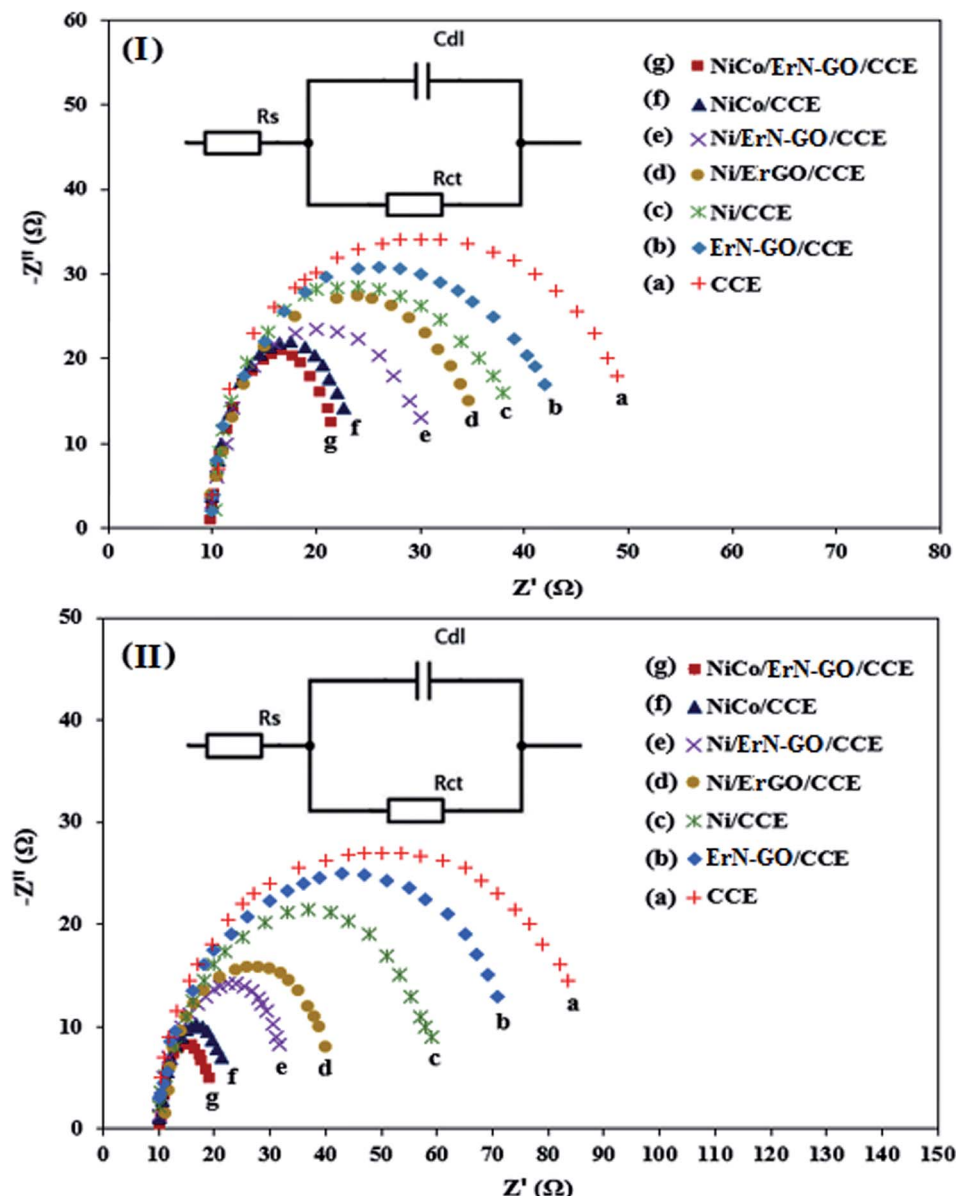 60
50
40
30
20
10
0
-Z" (Ω)
(I)
Cdl
Rs
Rct
(g) NiCo/ErN-GO/CCE
(f) NiCo/CCE
(e) Ni/ErN-GO/CCE
(d) Ni/ErGO/CCE
(c) Ni/CCE
(b) ErN-GO/CCE
(a) CCE
g f e d c b a
0 10 20 30 40 50 60 70 80
Z' (Ω)
50
40
30
20
10
0
-Z" (Ω)
(II)
Cdl
Rs
Rct
(g) NiCo/ErN-GO/CCE
(f) NiCo/CCE
(e) Ni/ErN-GO/CCE
(d) Ni/ErGO/CCE
(c) Ni/CCE
(b) ErN-GO/CCE
(a) CCE
g f e d c b a
0 10 20 30 40 50 60 70 80 90 100 110 120 130 140 150
Z' (Ω)